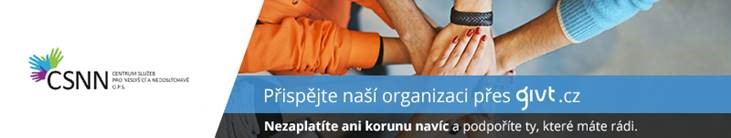 CSNN
CENTRUM SLUŽEB
PRO NESLYŠÍCÍ A NEDOSLÝCHAVÉ
O.P.S.
Přispějte naší organizaci přes givt.cz
Nezaplatíte ani korunu navíc a podpoříte ty, které máte rádi.